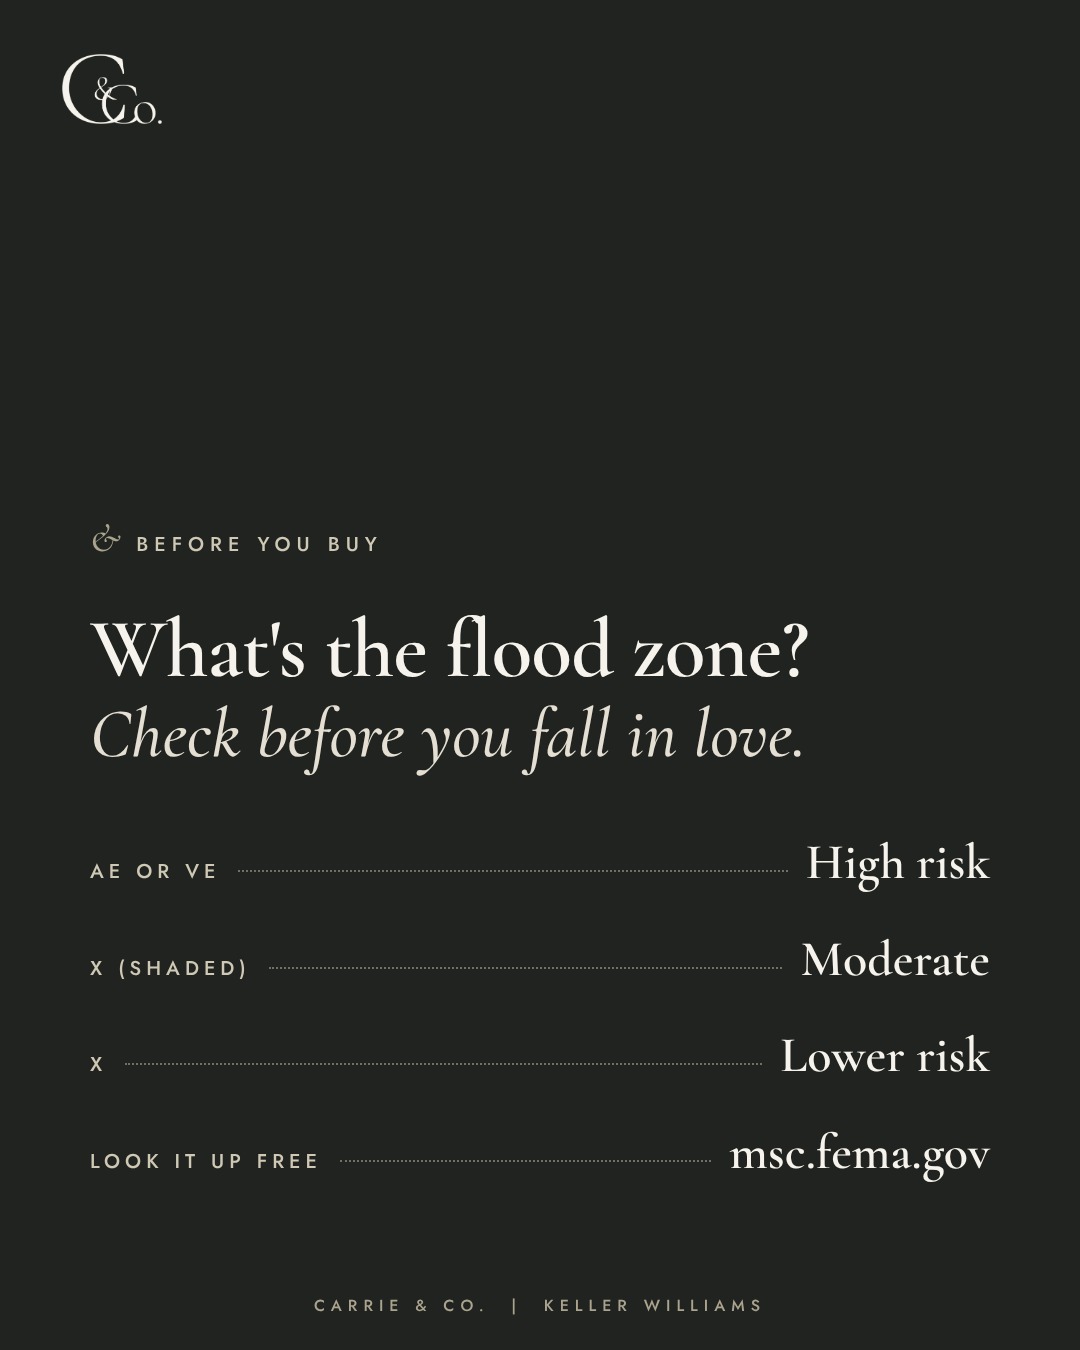 C&Co.
& BEFORE YOU BUY
What's the flood zone?
Check before you fall in love.
AE OR VE High risk
X (SHADED) Moderate
X Lower risk
LOOK IT UP FREE msc.fema.gov
CARRIE & CO. | KELLER WILLIAMS